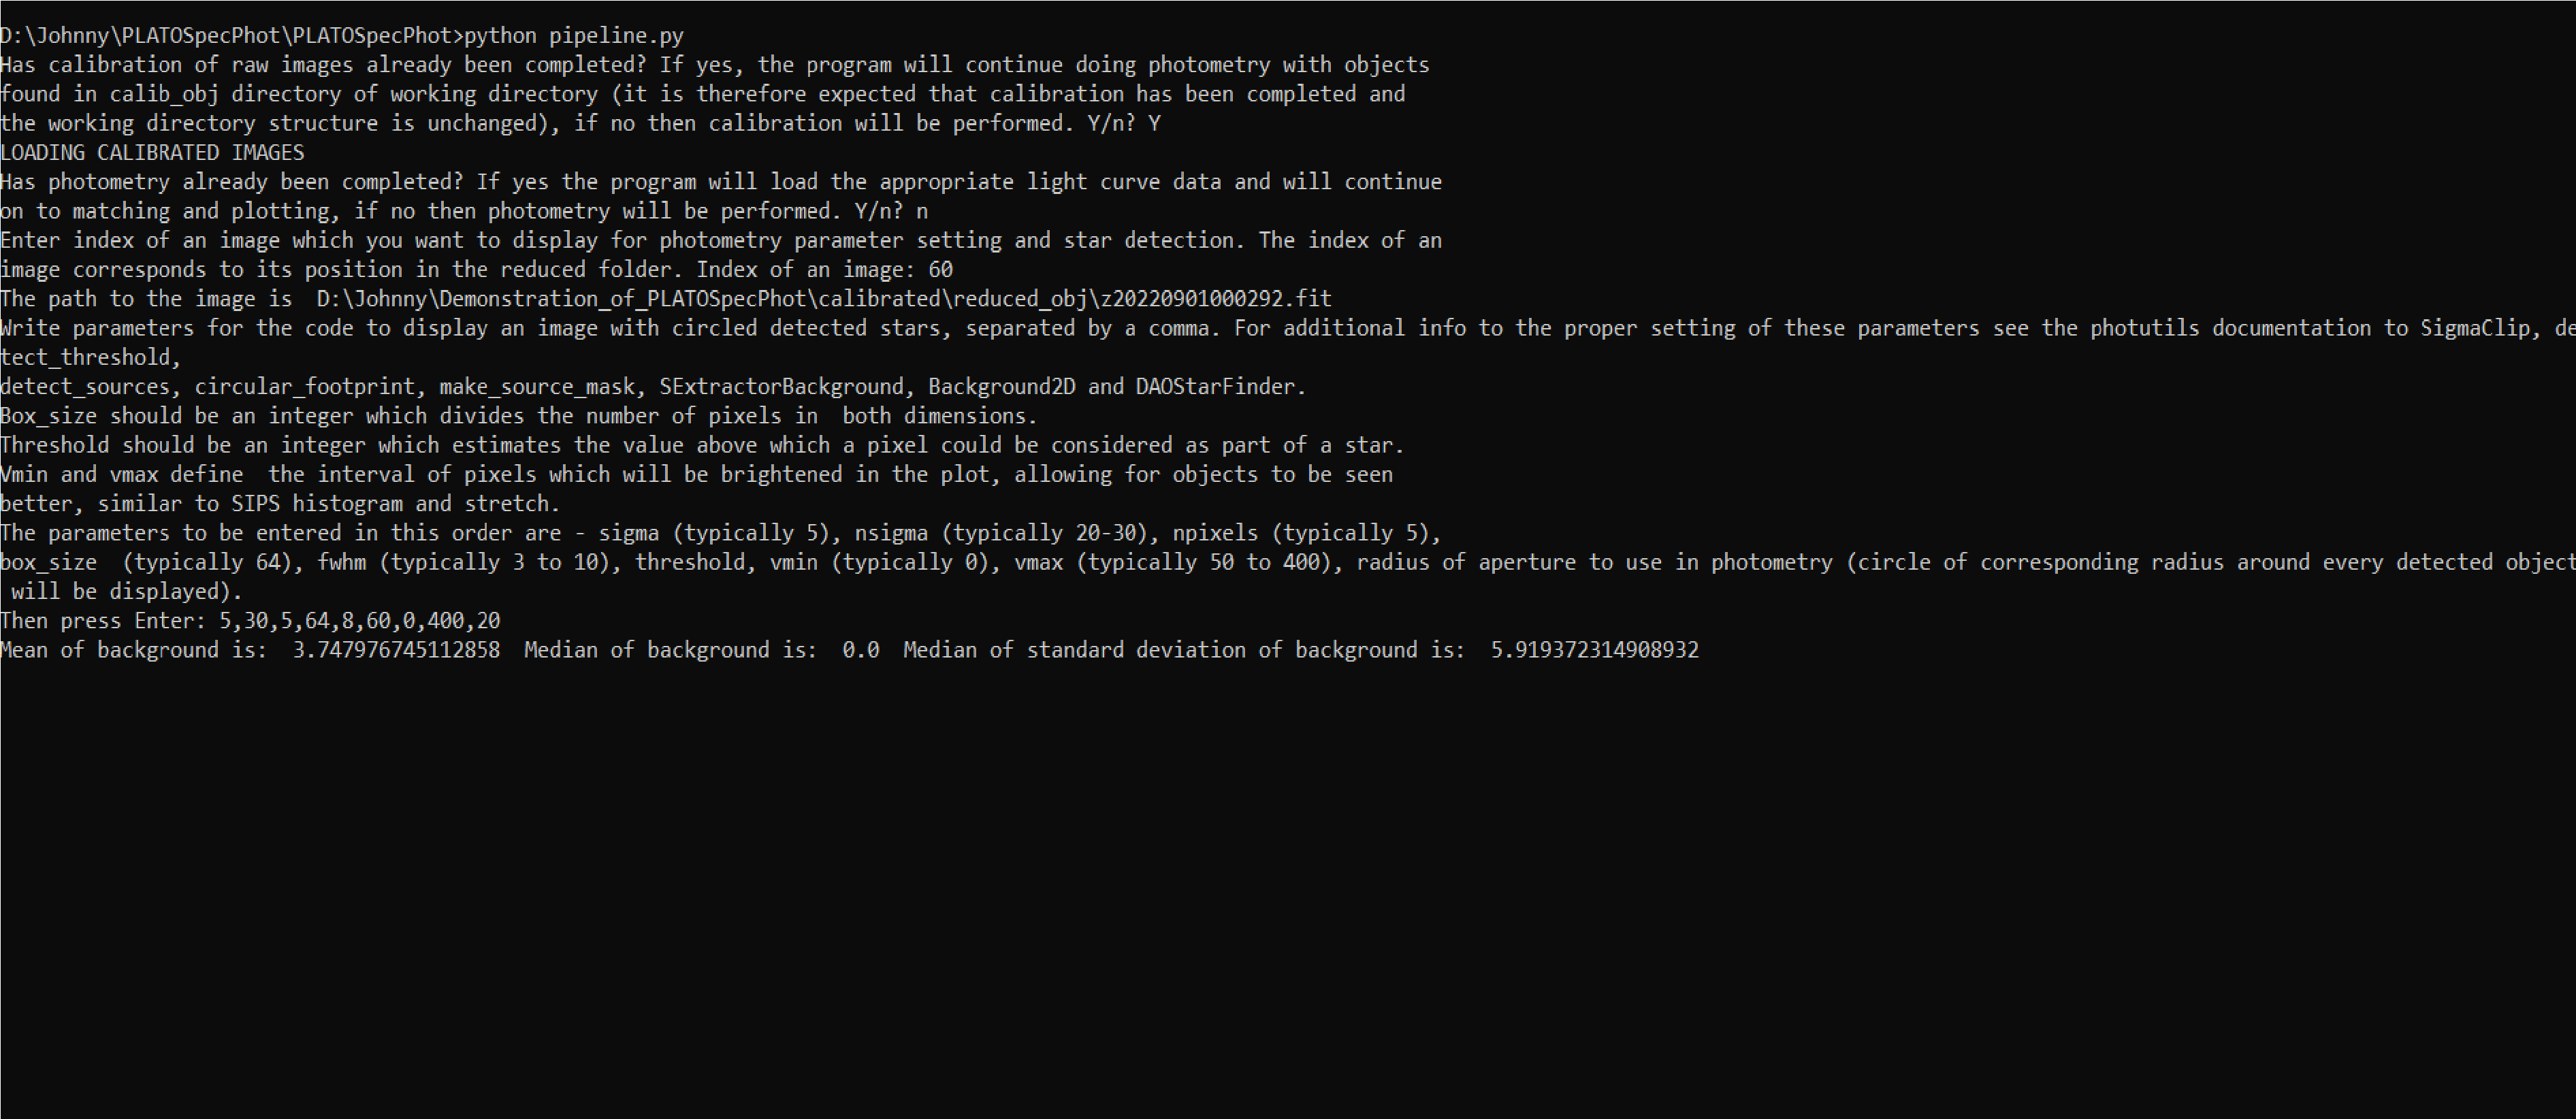 D:\Johnny\PLATOSpecPhot\PLATOSpecPhot>python pipeline.py
Has calibration of raw images already been completed? If yes, the program will continue doing photometry with objects
found in calib_obj directory of working directory (it is therefore expected that calibration has been completed and
the working directory structure is unchanged), if no then calibration will be performed. Y/n? Y
LOADING CALIBRATED IMAGES
Has photometry already been completed? If yes the program will load the appropriate light curve data and will continue
on to matching and plotting, if no then photometry will be performed. Y/n? n
Enter index of an image which you want to display for photometry parameter setting and star detection. The index of an
image corresponds to its position in the reduced folder. Index of an image: 60
The path to the image is  D:\Johnny\Demonstration_of_PLATOSpecPhot\calibrated\reduced_obj\z20220901000292.fit
Write parameters for the code to display an image with circled detected stars, separated by a comma. For additional info to the proper setting of these parameters see the photutils documentation to SigmaClip, de
tect_threshold,
detect_sources, circular_footprint, make_source_mask, SExtractorBackground, Background2D and DAOStarFinder.
Box_size should be an integer which divides the number of pixels in  both dimensions.
Threshold should be an integer which estimates the value above which a pixel could be considered as part of a star.
Vmin and vmax define  the interval of pixels which will be brightened in the plot, allowing for objects to be seen
better, similar to SIPS histogram and stretch.
The parameters to be entered in this order are - sigma (typically 5), nsigma (typically 20-30), npixels (typically 5),
box_size  (typically 64), fwhm (typically 3 to 10), threshold, vmin (typically 0), vmax (typically 50 to 400), radius of aperture to use in photometry (circle of corresponding radius around every detected object
 will be displayed).
Then press Enter: 5,30,5,64,8,60,0,400,20
Mean of background is:  3.747976745112858  Median of background is:  0.0  Median of standard deviation of background is:  5.919372314908932